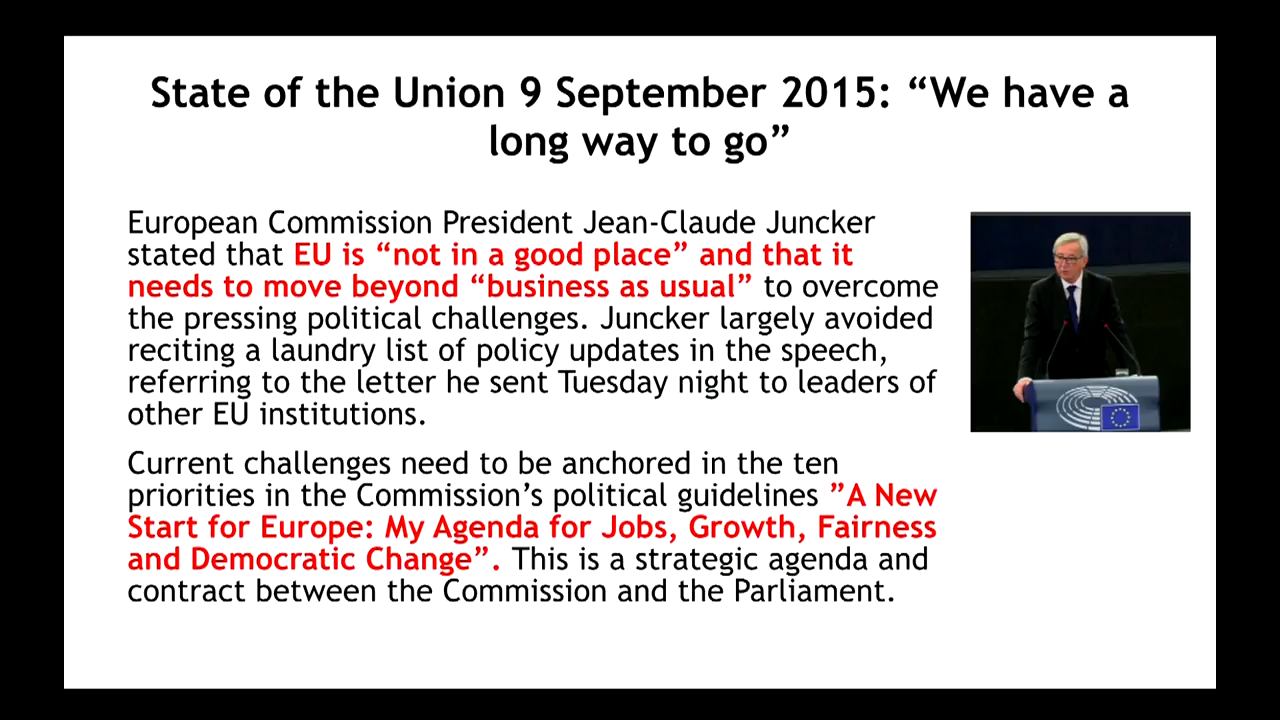 State of the Union 9 September 2015: “We have a
long way to go”
European Commission President Jean-Claude Juncker
stated that EU is “not in a good place” and that it
needs to move beyond “business as usual” to overcome
the pressing political challenges. Juncker largely avoided
reciting a laundry list of policy updates in the speech,
referring to the letter he sent Tuesday night to leaders of
other EU institutions.
Current challenges need to be anchored in the ten
priorities in the Commission’s political guidelines ”A New
Start for Europe: My Agenda for Jobs, Growth, Fairness
and Democratic Change”. This is a strategic agenda and
contract between the Commission and the Parliament.